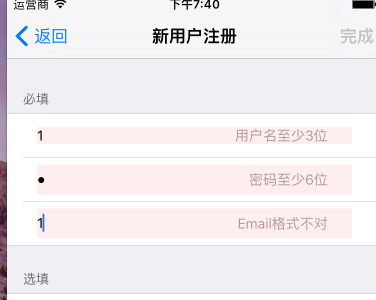 运营商 下午7:40
返回 新用户注册 完成
必填
1 用户名至少3位
● 密码至少6位
1 Email格式不对
选填